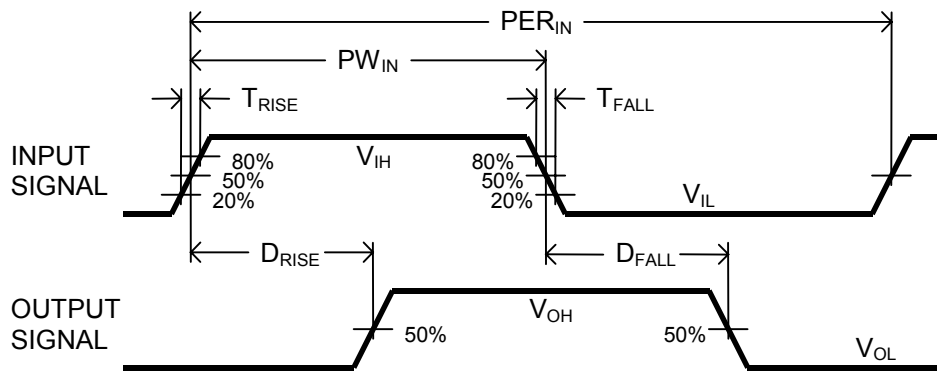 PER_IN
PW_IN
T_RISE
T_FALL
INPUT
SIGNAL
V_IH
80%
50%
20%
80%
50%
20%
V_IL
D_RISE
D_FALL
OUTPUT
SIGNAL
50%
V_OH
50%
V_OL